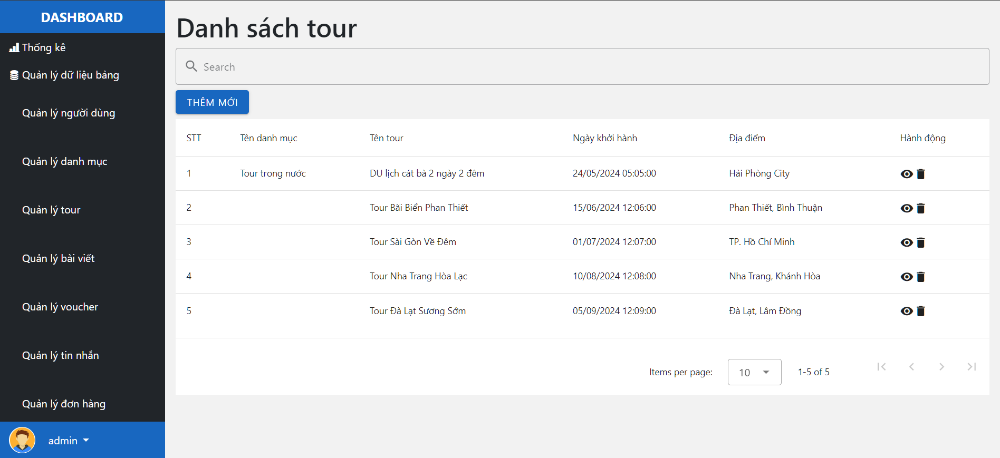 DASHBOARD
Thống kê
Quản lý dữ liệu bảng
Quản lý người dùng
Quản lý danh mục
Quản lý tour
Quản lý bài viết
Quản lý voucher
Quản lý tin nhắn
Quản lý đơn hàng
admin
Danh sách tour
Search
THÊM MỚI
STT Tên danh mục Tên tour Ngày khởi hành Địa điểm Hành động
1 Tour trong nước DU lịch cát bà 2 ngày 2 đêm 24/05/2024 05:05:00 Hải Phòng City
2 Tour Bãi Biển Phan Thiết 15/06/2024 12:06:00 Phan Thiết, Bình Thuận
3 Tour Sài Gòn Về Đêm 01/07/2024 12:07:00 TP. Hồ Chí Minh
4 Tour Nha Trang Hòa Lạc 10/08/2024 12:08:00 Nha Trang, Khánh Hòa
5 Tour Đà Lạt Sương Sớm 05/09/2024 12:09:00 Đà Lạt, Lâm Đồng
Items per page: 10 1-5 of 5